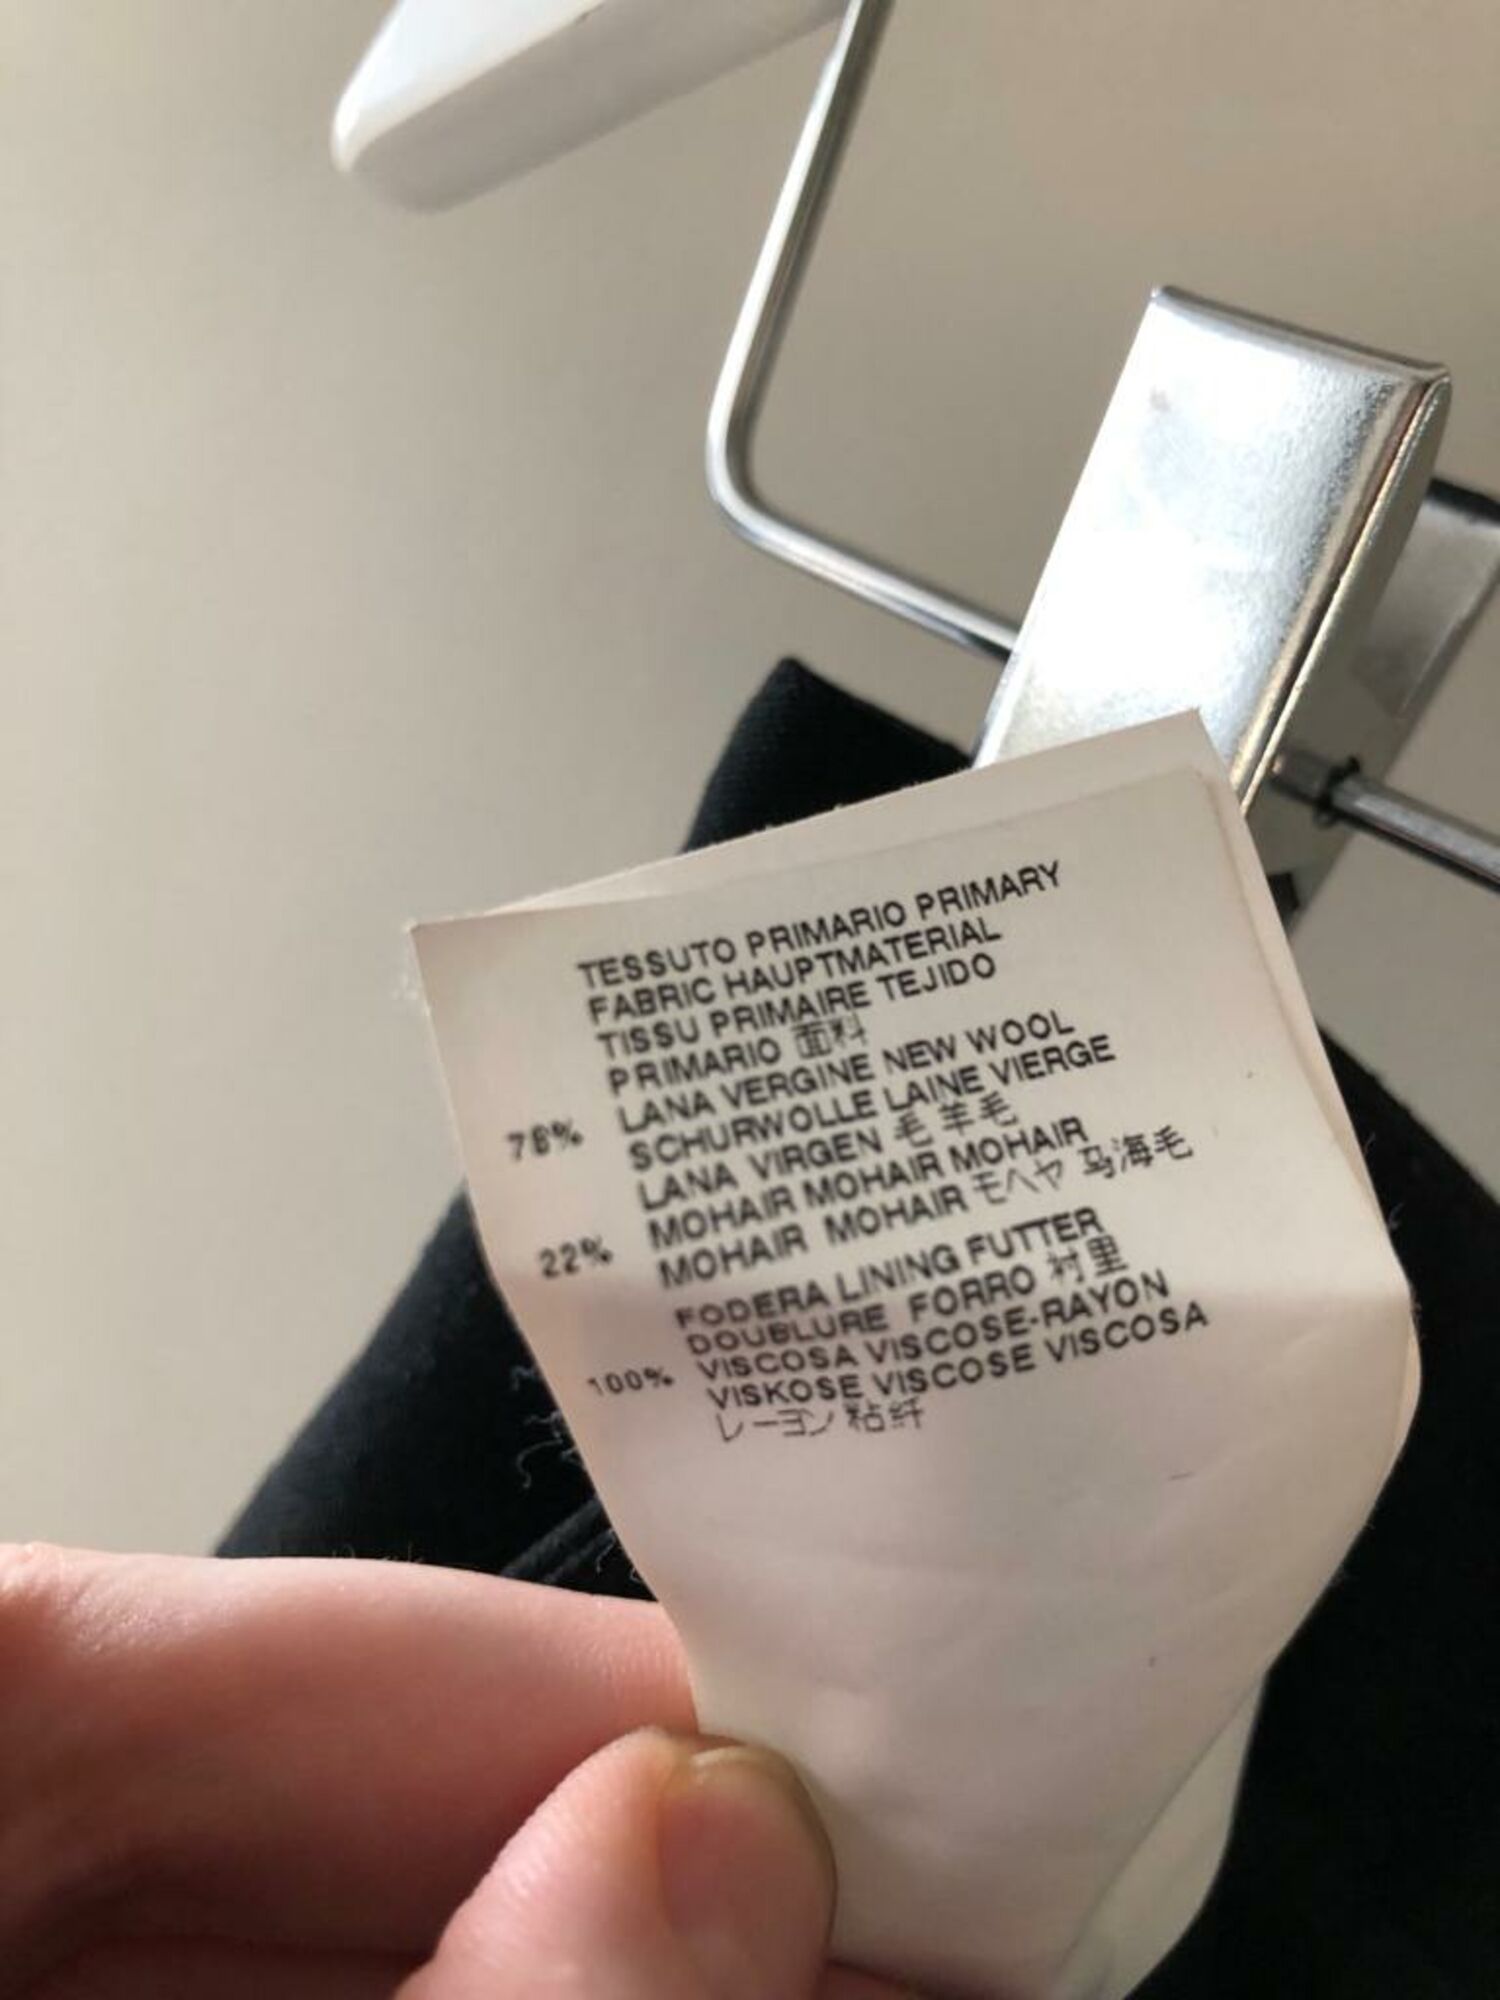 TESSUTO PRIMARIO PRIMARY
FABRIC HAUPTMATERIAL
TISSU PRIMAIRE TEJIDO
PRIMARIO 面料
78% LANA VERGINE NEW WOOL
SCHURWOLLE LAINE VIERGE
LANA VIRGEN 毛 羊毛
22% MOHAIR MOHAIR MOHAIR
MOHAIR MOHAIR モヘヤ 马海毛
FODERA LINING FUTTER
DOUBLURE FORRO 衬里
100% VISCOSA VISCOSE-RAYON
VISKOSE VISCOSE VISCOSA
レーヨン 粘纤